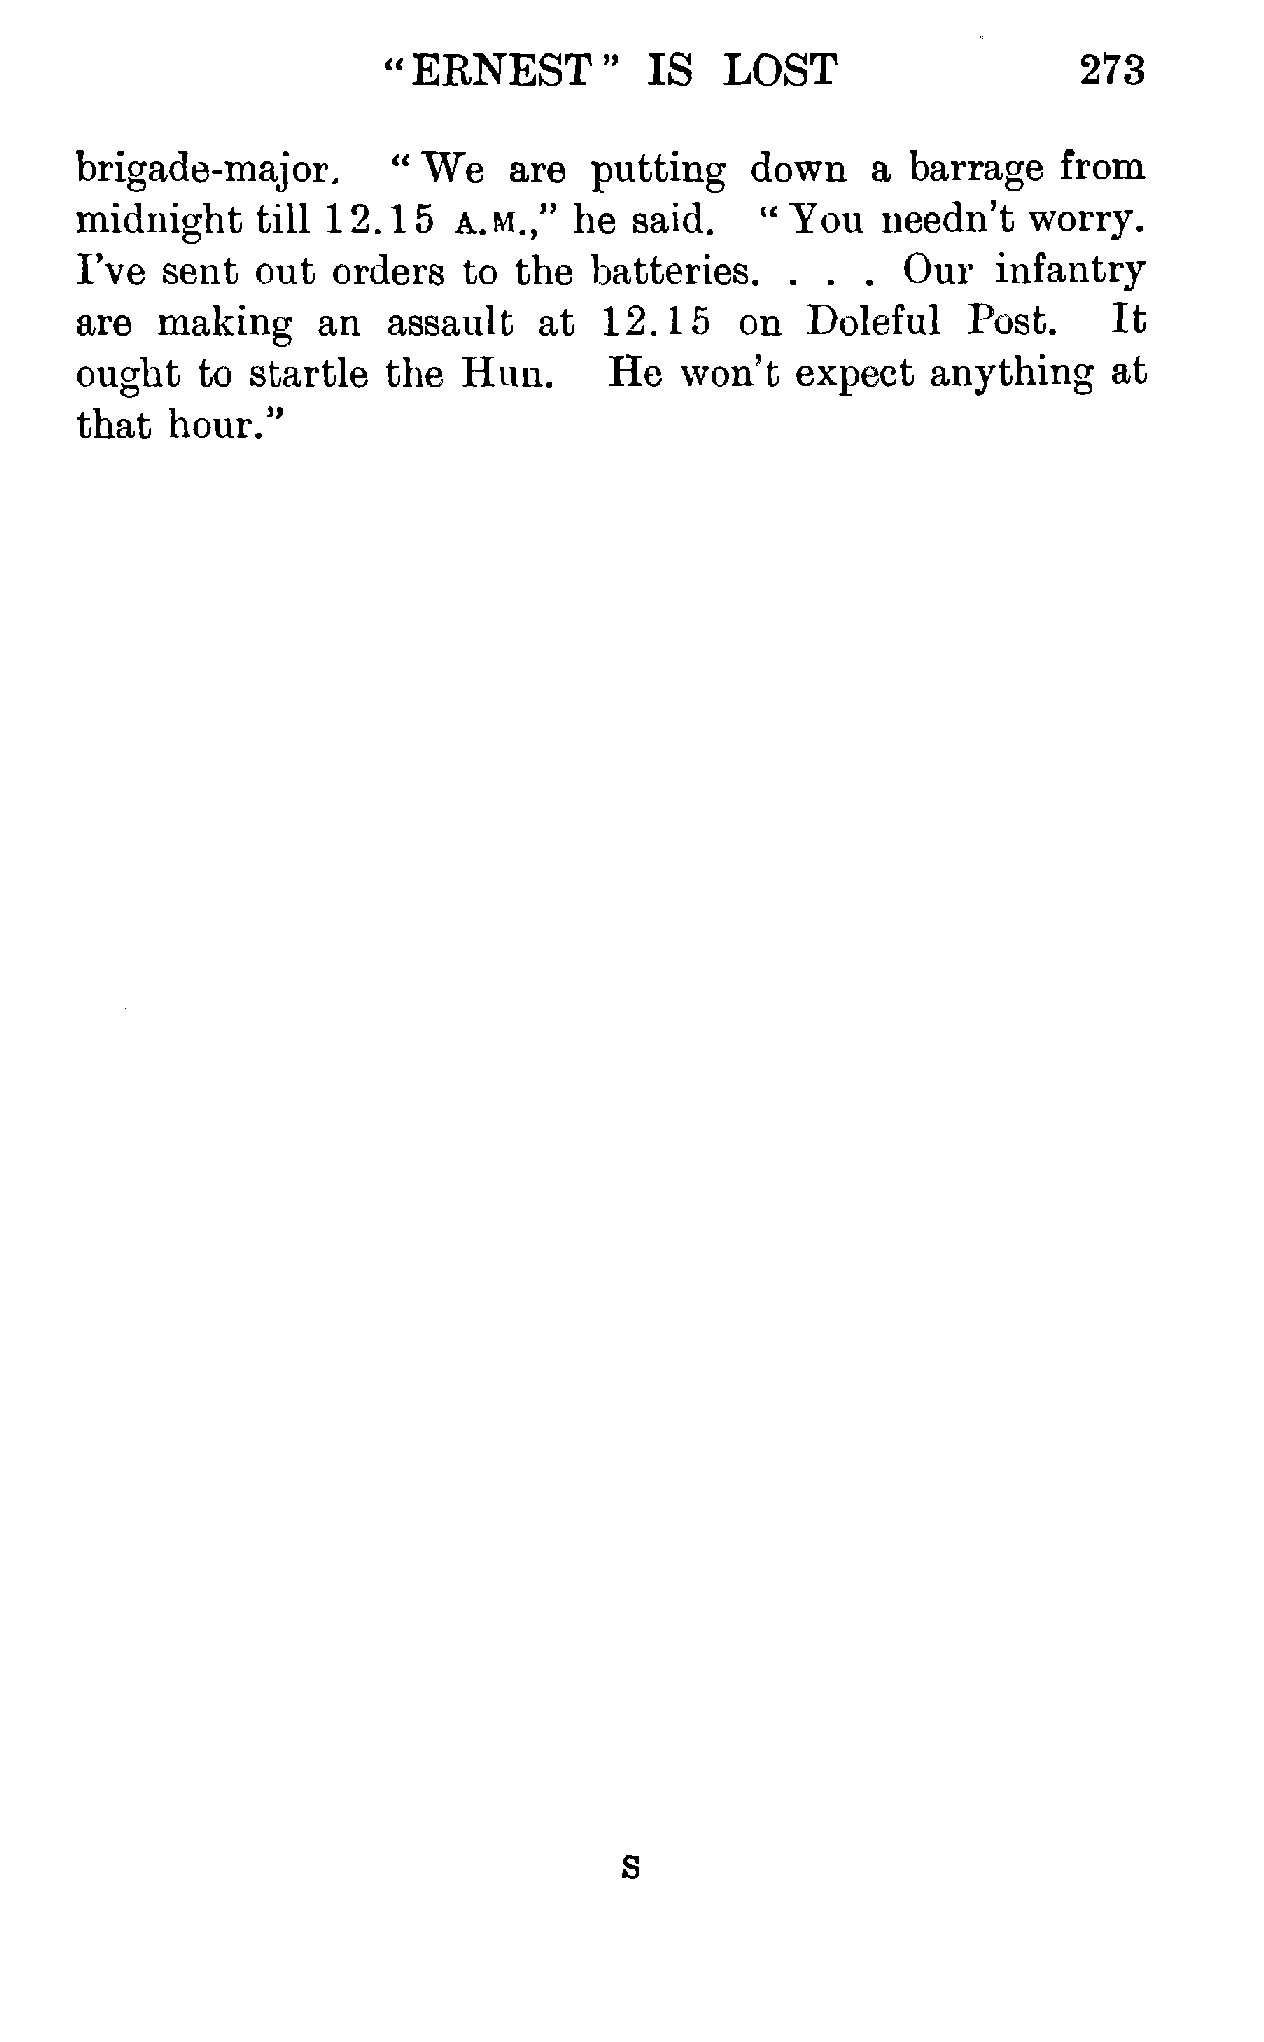 "ERNEST" IS LOST 273
brigade-major. "We are putting down a barrage from
midnight till 12.15 A.M.," he said. "You needn't worry.
I've sent out orders to the batteries. . . . Our infantry
are making an assault at 12.15 on Doleful Post. It
ought to startle the Hun. He won't expect anything at
that hour."
S